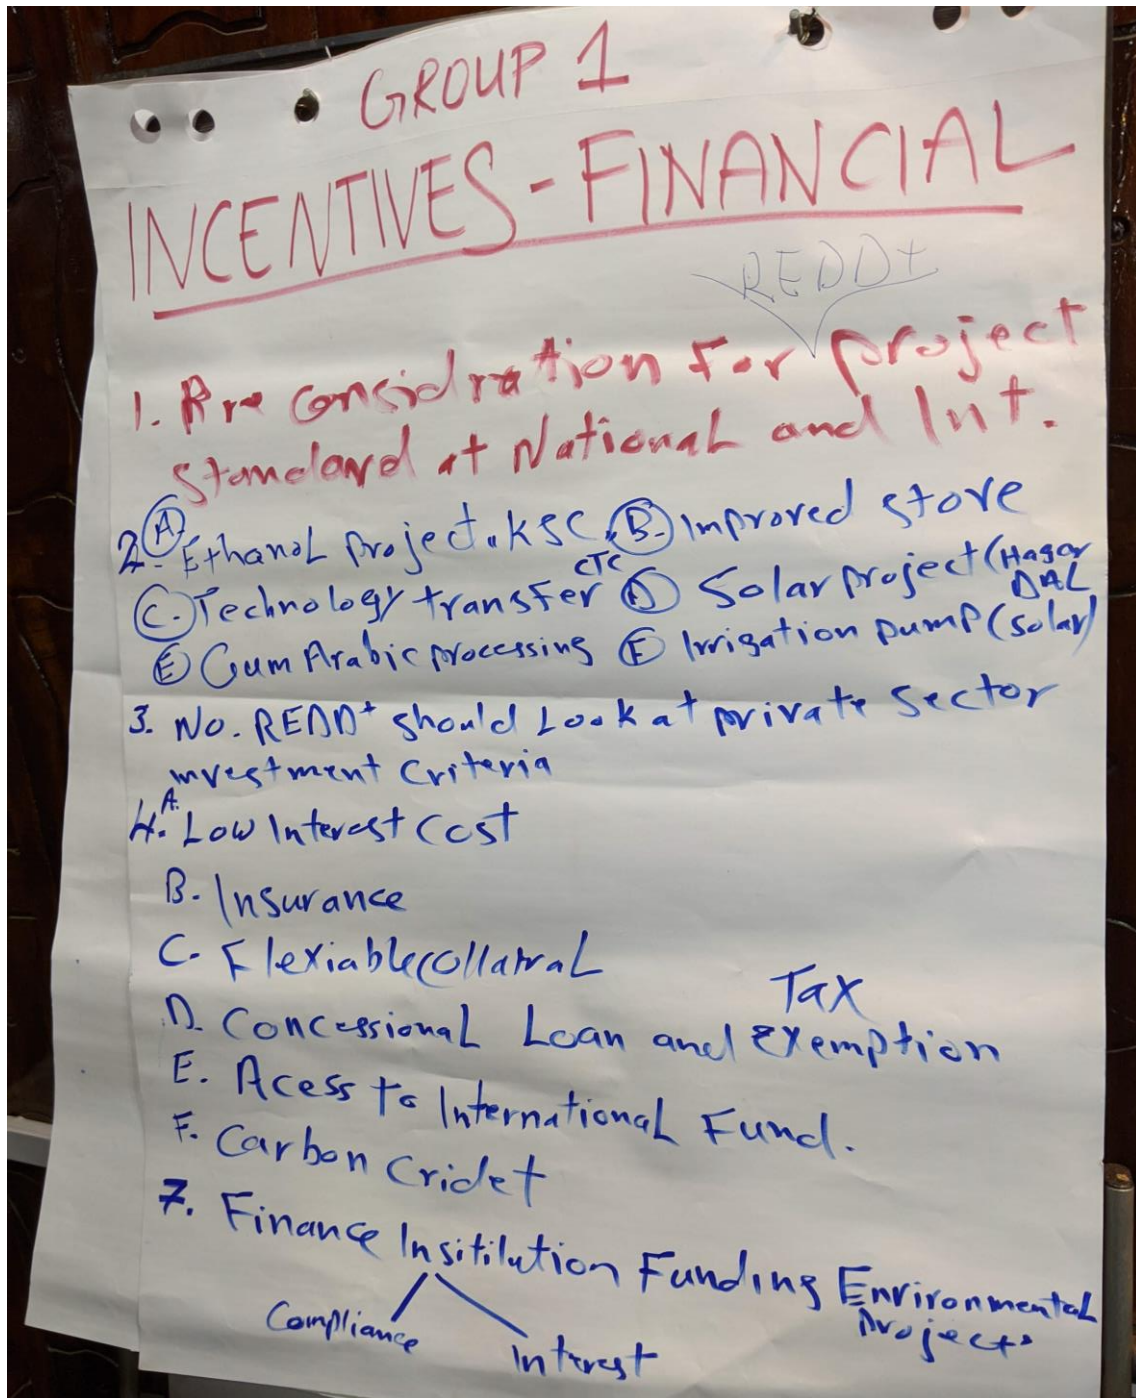 GROUP 1
INCENTIVES - FINANCIAL
REDD+
1. Pre considration For project
Standard at National and Int.
2. A. Ethanol project. KSC, B. Improved store
C. Technology transfer CTC D Solar project (Hagar
DAL
E Gum Arabic processing F Irrigation pump (solar)
3. No. REDD+ should Look at private sector
investment criteria
4. A. Low Interest Cost
B. Insurance
C. Flexiable collatral
D. Concessional Loan and Tax exemption
E. Acess to International Fund.
F. Carbon Cridet
7. Finance Insitilution Funding Environmental
projects
Compliance
Interest